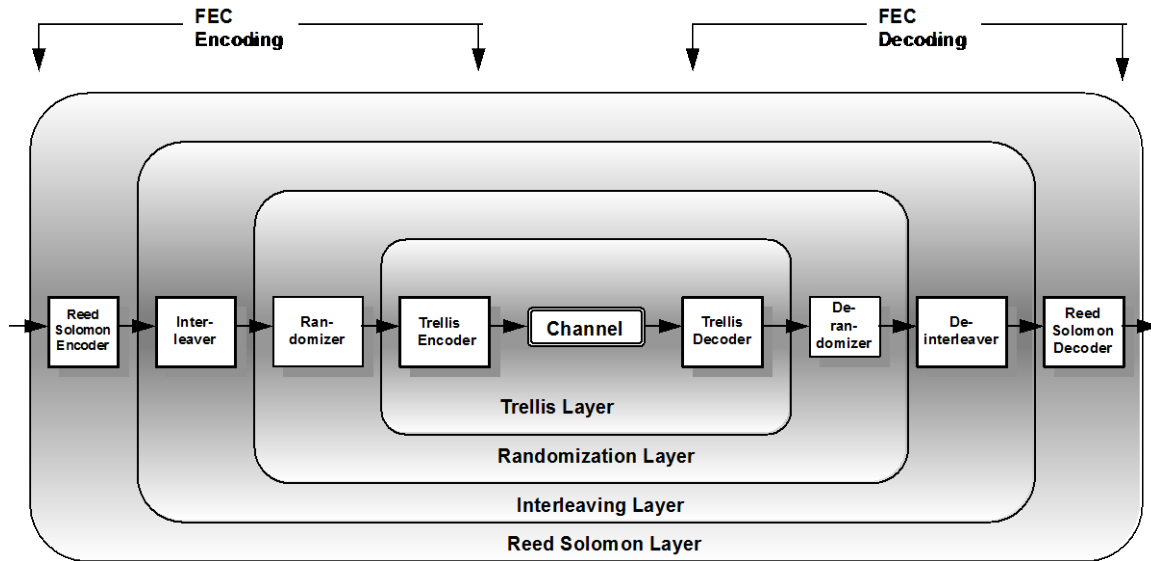 FEC
Encoding
FEC
Decoding
Reed
Solomon
Encoder
Inter-
leaver
Ran-
domizer
Trellis
Encoder
Channel
Trellis
Decoder
De-
ran-
domizer
De-
interleaver
Reed
Solomon
Decoder
Trellis Layer
Randomization Layer
Interleaving Layer
Reed Solomon Layer